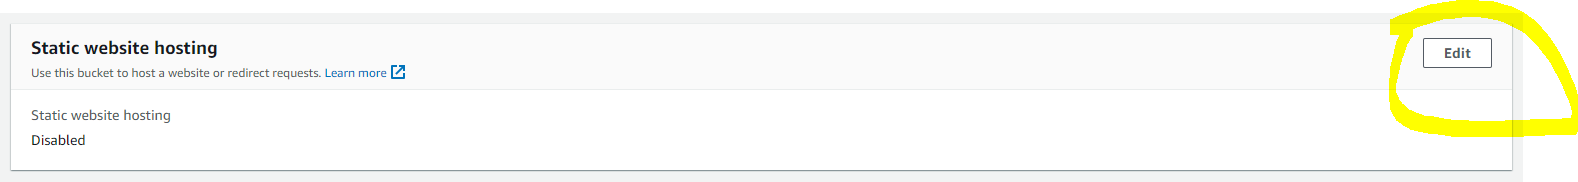 Static website hosting
Edit
Use this bucket to host a website or redirect requests. Learn more
Static website hosting
Disabled